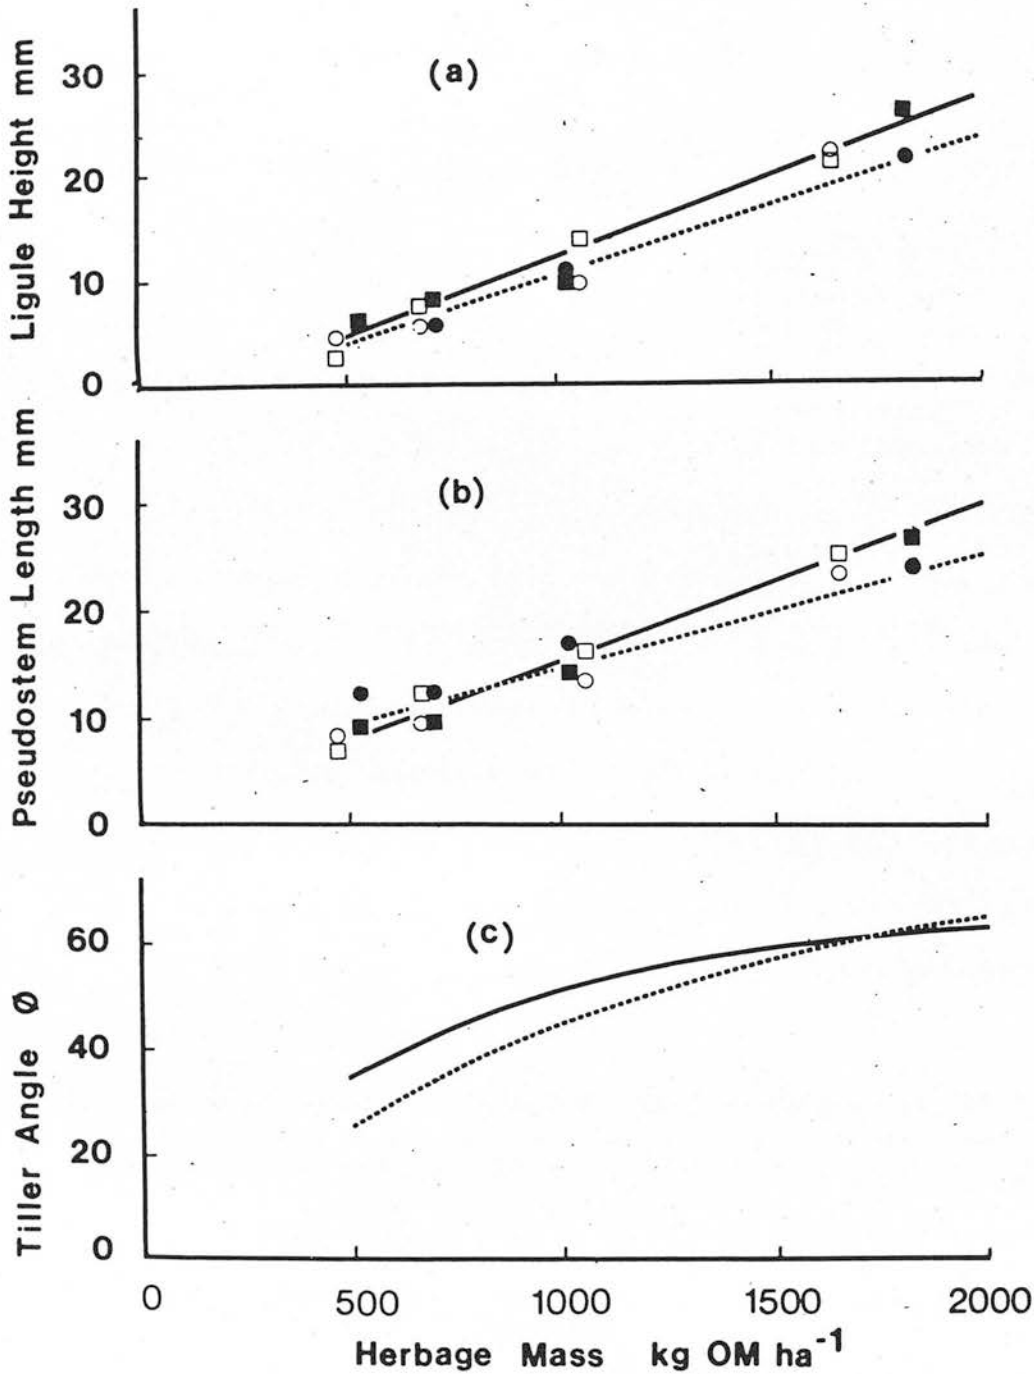 (a)
Ligule Height mm
30
20
10
0
(b)
Pseudostem Length mm
30
20
10
0
(c)
Tiller Angle Ø
60
40
20
0
0 500 1000 1500 2000
Herbage Mass kg OM ha⁻¹